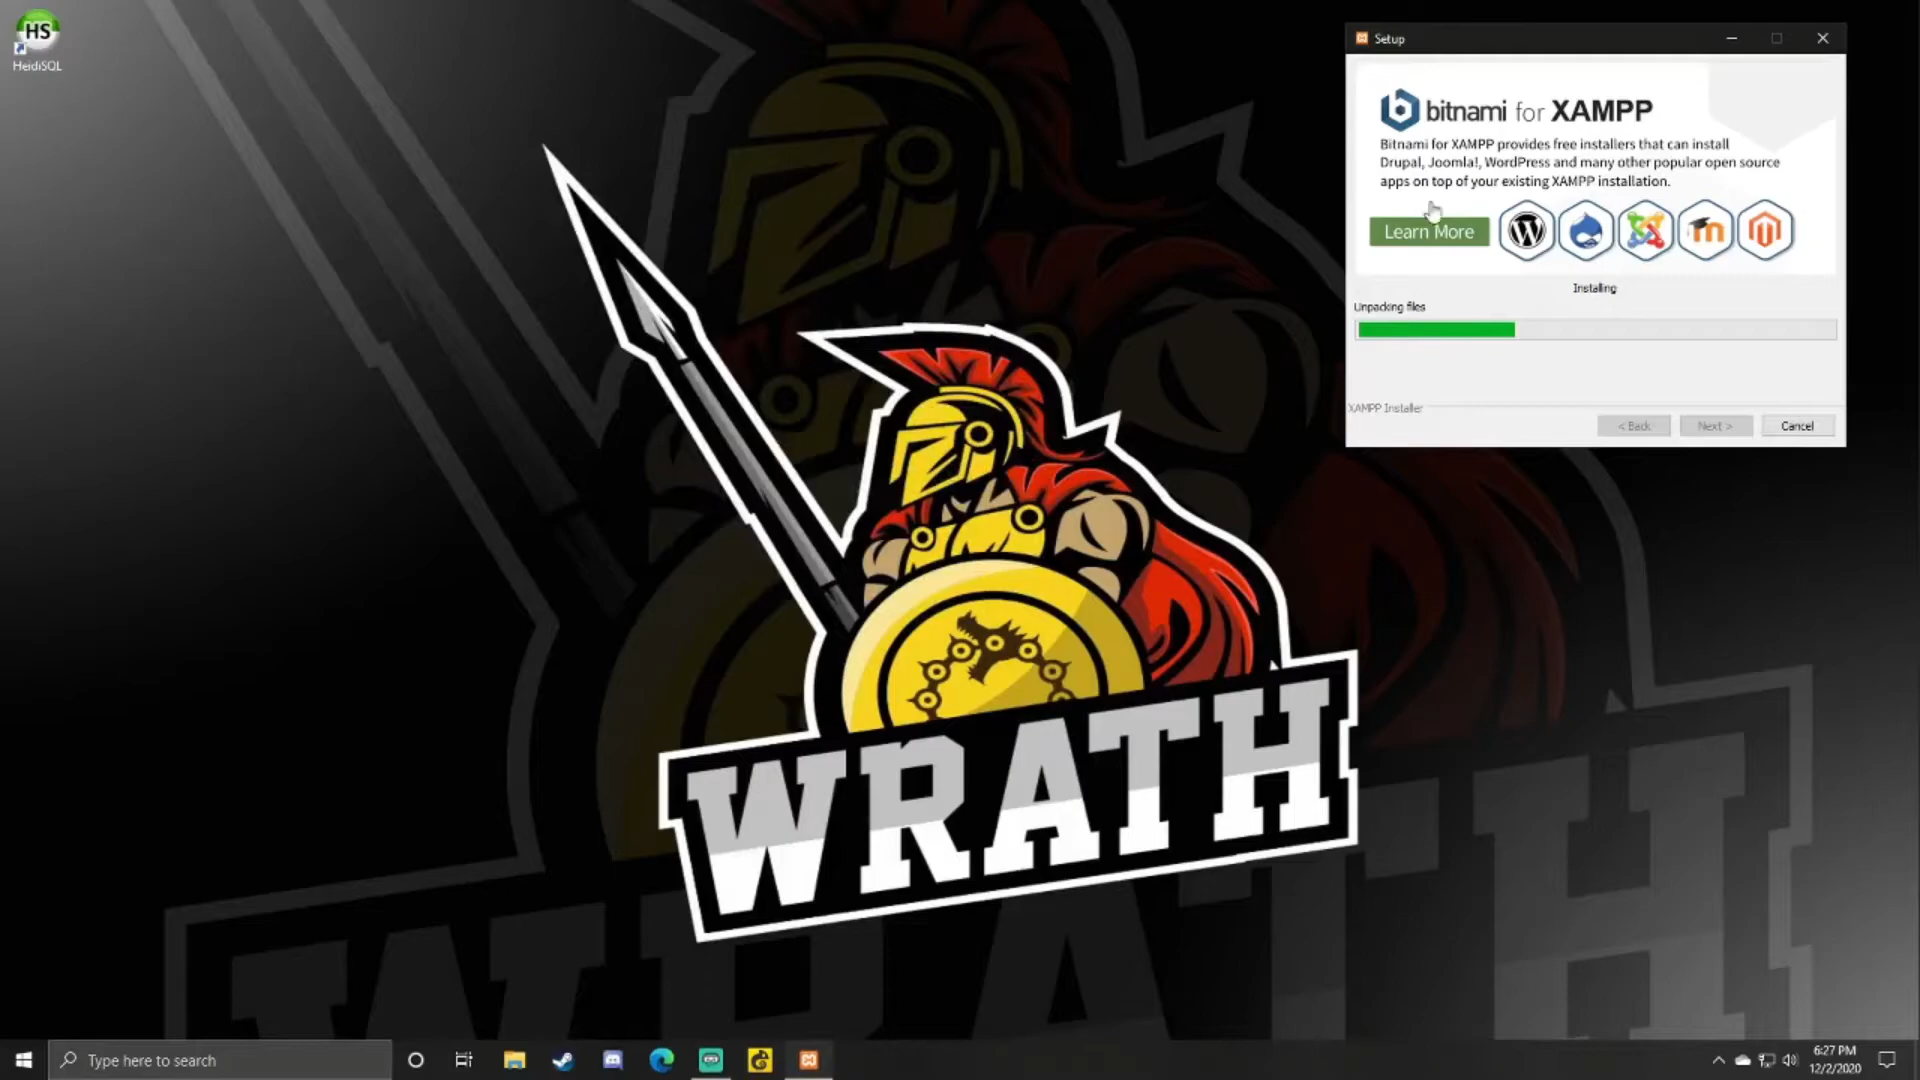 HS
HeidiSQL
Setup
bitnami for XAMPP
Bitnami for XAMPP provides free installers that can install
Drupal, Joomla!, WordPress and many other popular open source
apps on top of your existing XAMPP installation.
Learn More
Installing
Unpacking files
XAMPP Installer
< Back
Next >
Cancel
WRATH
WRATH
Type here to search
6:27 PM
12/2/2020